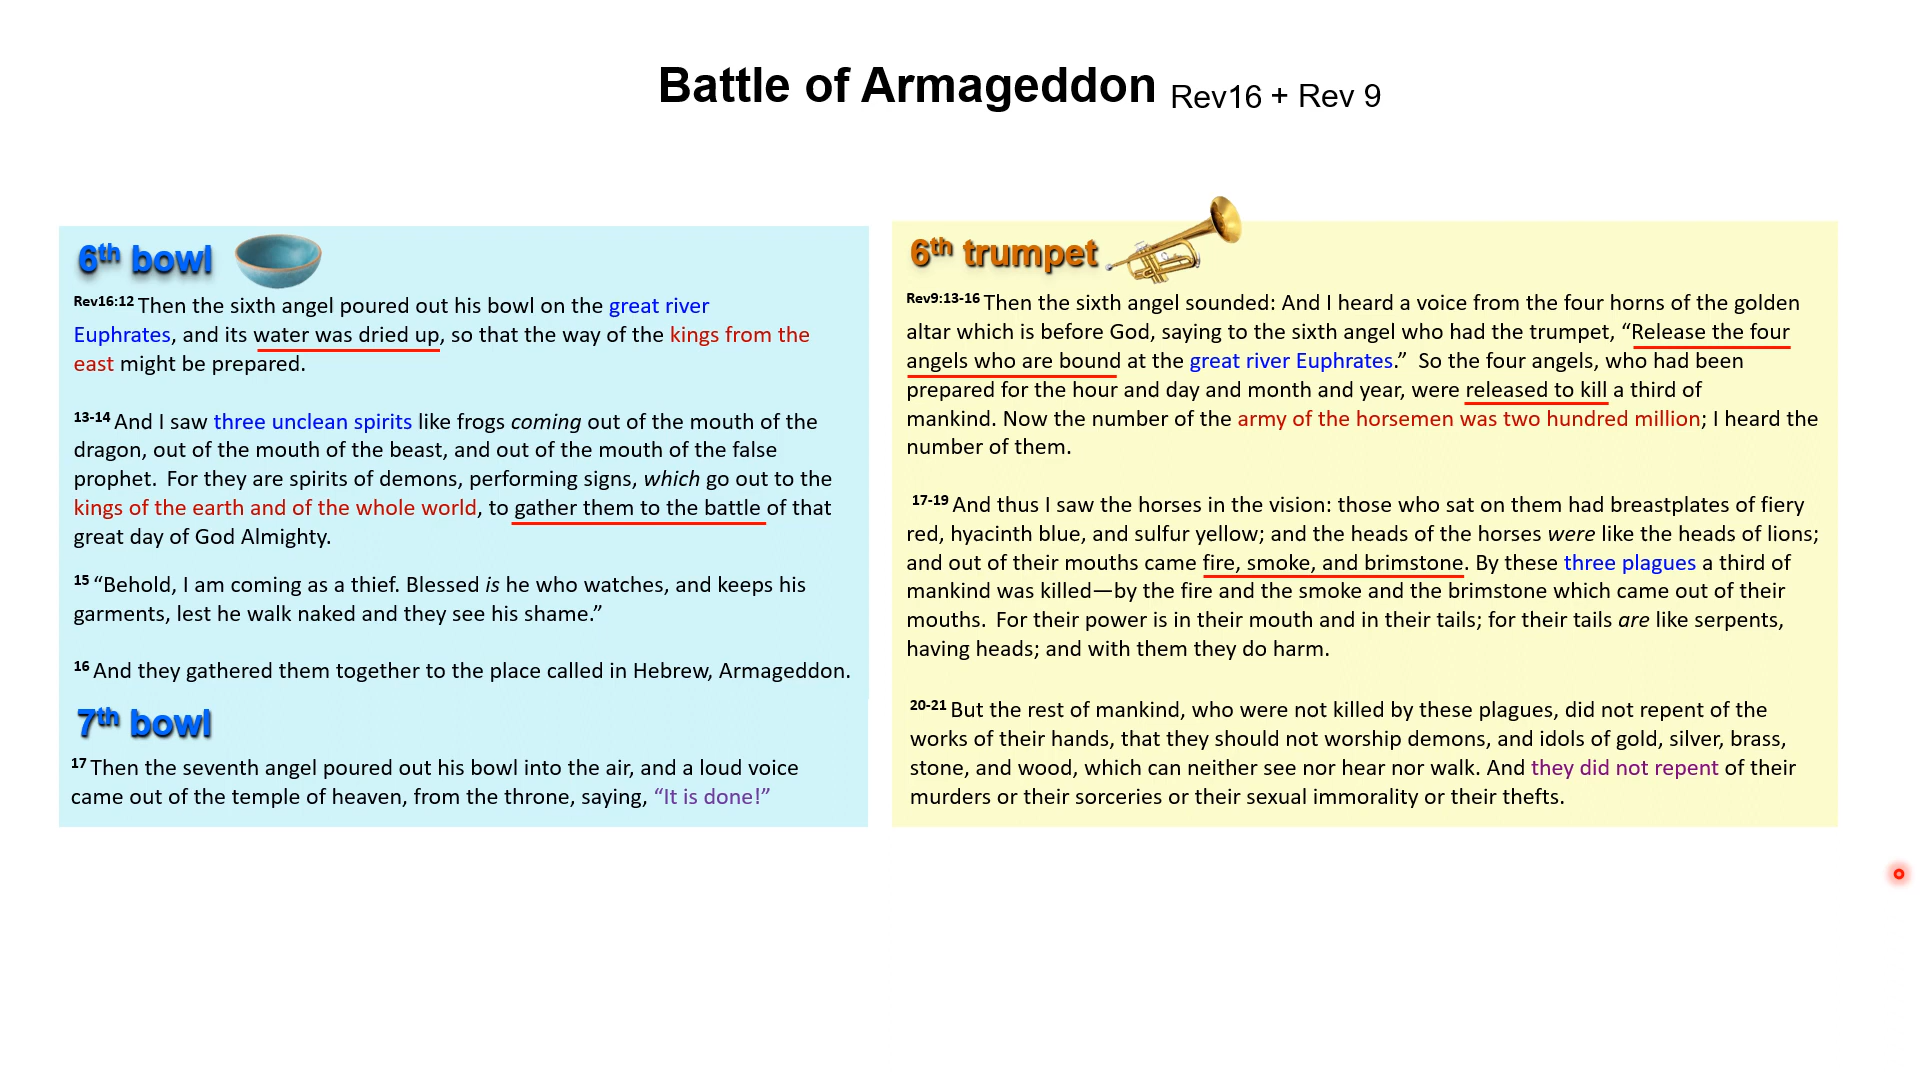 Battle of Armageddon Rev16 + Rev 9
6th bowl
Rev16:12 Then the sixth angel poured out his bowl on the great river
Euphrates, and its water was dried up, so that the way of the kings from the
east might be prepared.
13-14 And I saw three unclean spirits like frogs coming out of the mouth of the
dragon, out of the mouth of the beast, and out of the mouth of the false
prophet.  For they are spirits of demons, performing signs, which go out to the
kings of the earth and of the whole world, to gather them to the battle of that
great day of God Almighty.
15 “Behold, I am coming as a thief. Blessed is he who watches, and keeps his
garments, lest he walk naked and they see his shame.”
16 And they gathered them together to the place called in Hebrew, Armageddon.
7th bowl
17 Then the seventh angel poured out his bowl into the air, and a loud voice
came out of the temple of heaven, from the throne, saying, “It is done!”
6th trumpet
Rev9:13-16 Then the sixth angel sounded: And I heard a voice from the four horns of the golden
altar which is before God, saying to the sixth angel who had the trumpet, “Release the four
angels who are bound at the great river Euphrates.”  So the four angels, who had been
prepared for the hour and day and month and year, were released to kill a third of
mankind. Now the number of the army of the horsemen was two hundred million; I heard the
number of them.
17-19 And thus I saw the horses in the vision: those who sat on them had breastplates of fiery
red, hyacinth blue, and sulfur yellow; and the heads of the horses were like the heads of lions;
and out of their mouths came fire, smoke, and brimstone. By these three plagues a third of
mankind was killed—by the fire and the smoke and the brimstone which came out of their
mouths.  For their power is in their mouth and in their tails; for their tails are like serpents,
having heads; and with them they do harm.
20-21 But the rest of mankind, who were not killed by these plagues, did not repent of the
works of their hands, that they should not worship demons, and idols of gold, silver, brass,
stone, and wood, which can neither see nor hear nor walk. And they did not repent of their
murders or their sorceries or their sexual immorality or their thefts.